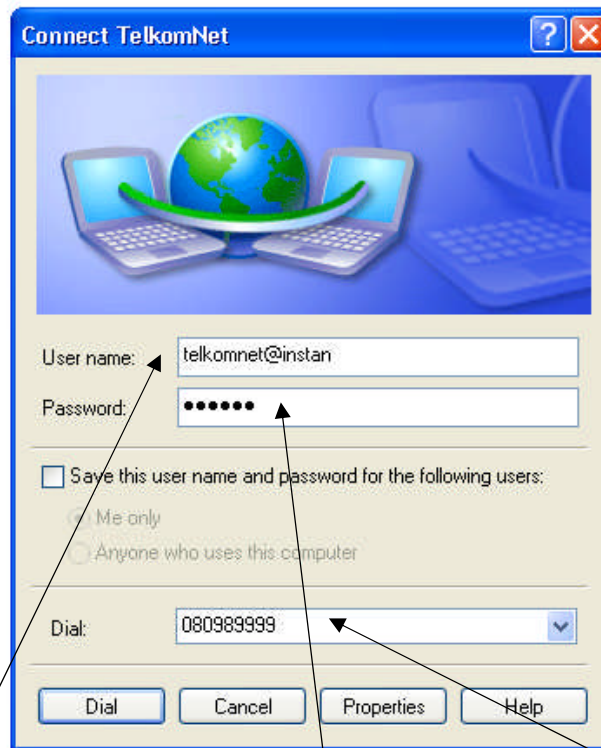 Connect TelkomNet
User name: telkomnet@instan
Password: ••••••
Save this user name and password for the following users:
Me only
Anyone who uses this computer
Dial: 080989999
Dial Cancel Properties Help